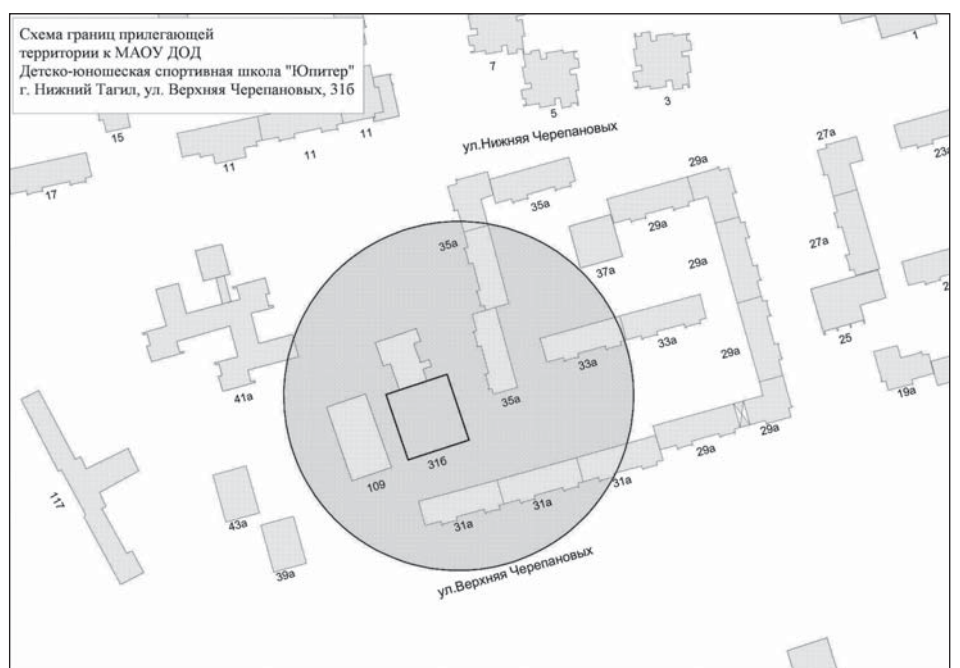 Схема границ прилегающей
территории к МАОУ ДОД
Детско-юношеская спортивная школа "Юпитер"
г. Нижний Тагил, ул. Верхняя Черепановых, 31б
1
7
5
3
15
11
11
11
ул.Нижняя Черепановых
27а
23а
17
29а
35а
29а
35а
27а
37а
29а
25
33а
33а
29а
19а
41а
35а
29а
29а
31б
109
31а
31а
31а
117
43а
39а
ул.Верхняя Черепановых